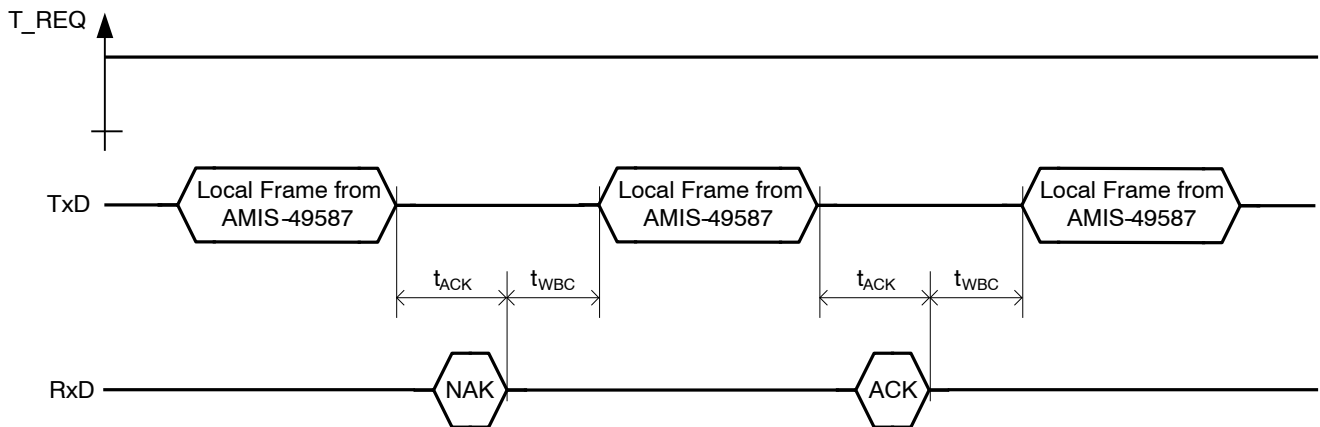 T_REQ
TxD
Local Frame from
AMIS-49587
Local Frame from
AMIS-49587
Local Frame from
AMIS-49587
tACK
tWBC
tACK
tWBC
RxD
NAK
ACK